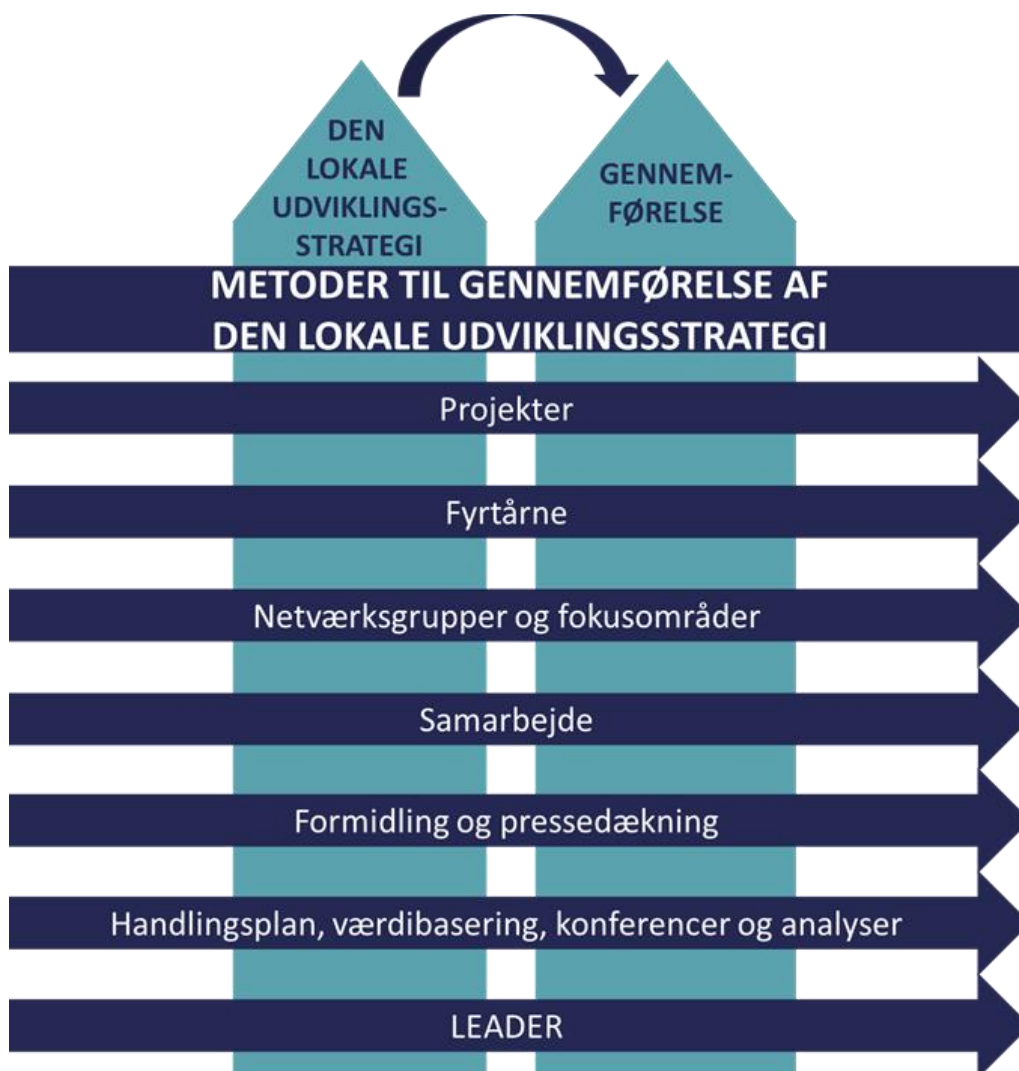 DEN
LOKALE
UDVIKLINGS-
STRATEGI
GENNEM-
FØRELSE
METODER TIL GENNEMFØRELSE AF
DEN LOKALE UDVIKLINGSSTRATEGI
Projekter
Fyrtårne
Netværksgrupper og fokusområder
Samarbejde
Formidling og pressedækning
Handlingsplan, værdibasering, konferencer og analyser
LEADER